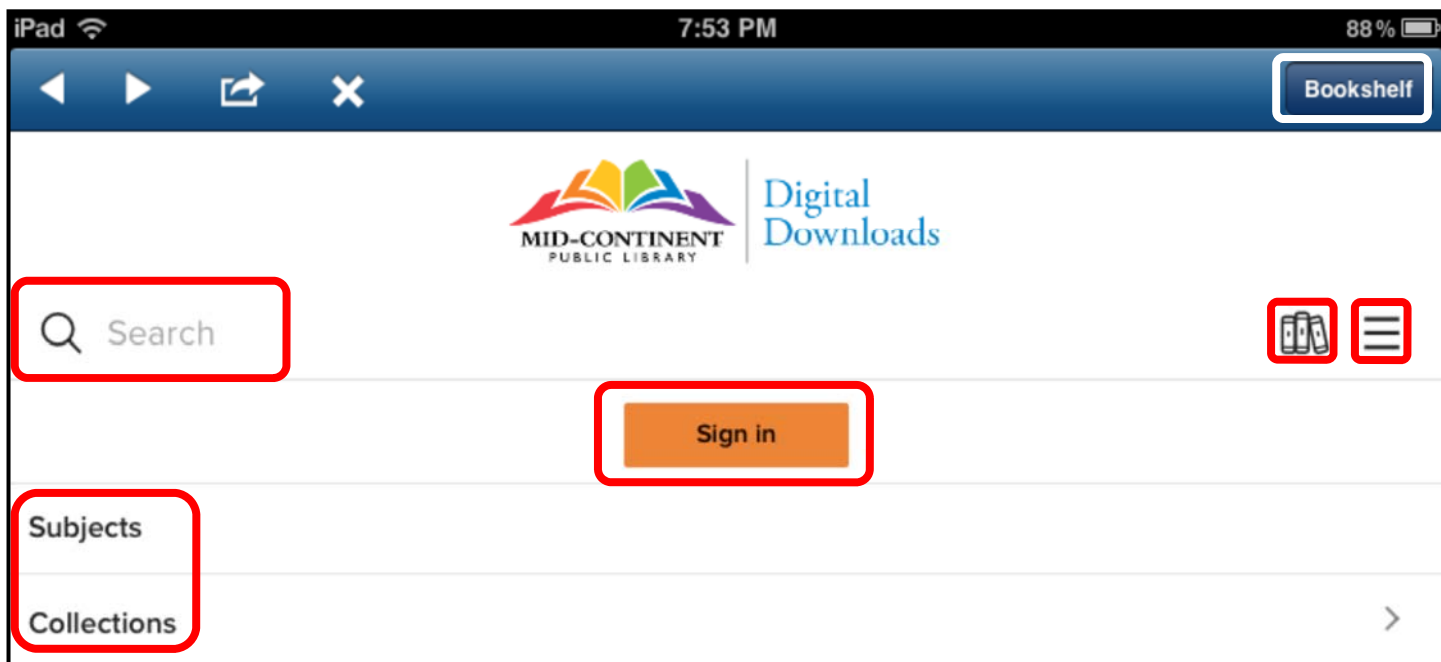 iPad 7:53 PM 88%
Bookshelf
MID-CONTINENT
PUBLIC LIBRARY
Digital
Downloads
Search
Sign in
Subjects
Collections